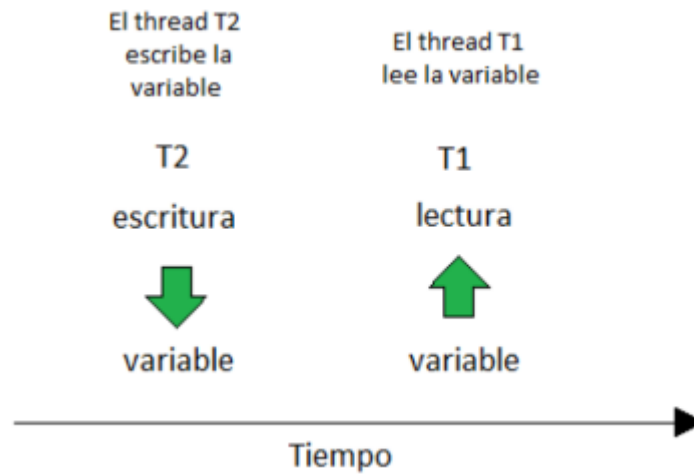 El thread T2
escribe la
variable
El thread T1
lee la variable
T2
T1
escritura
lectura
variable
variable
Tiempo